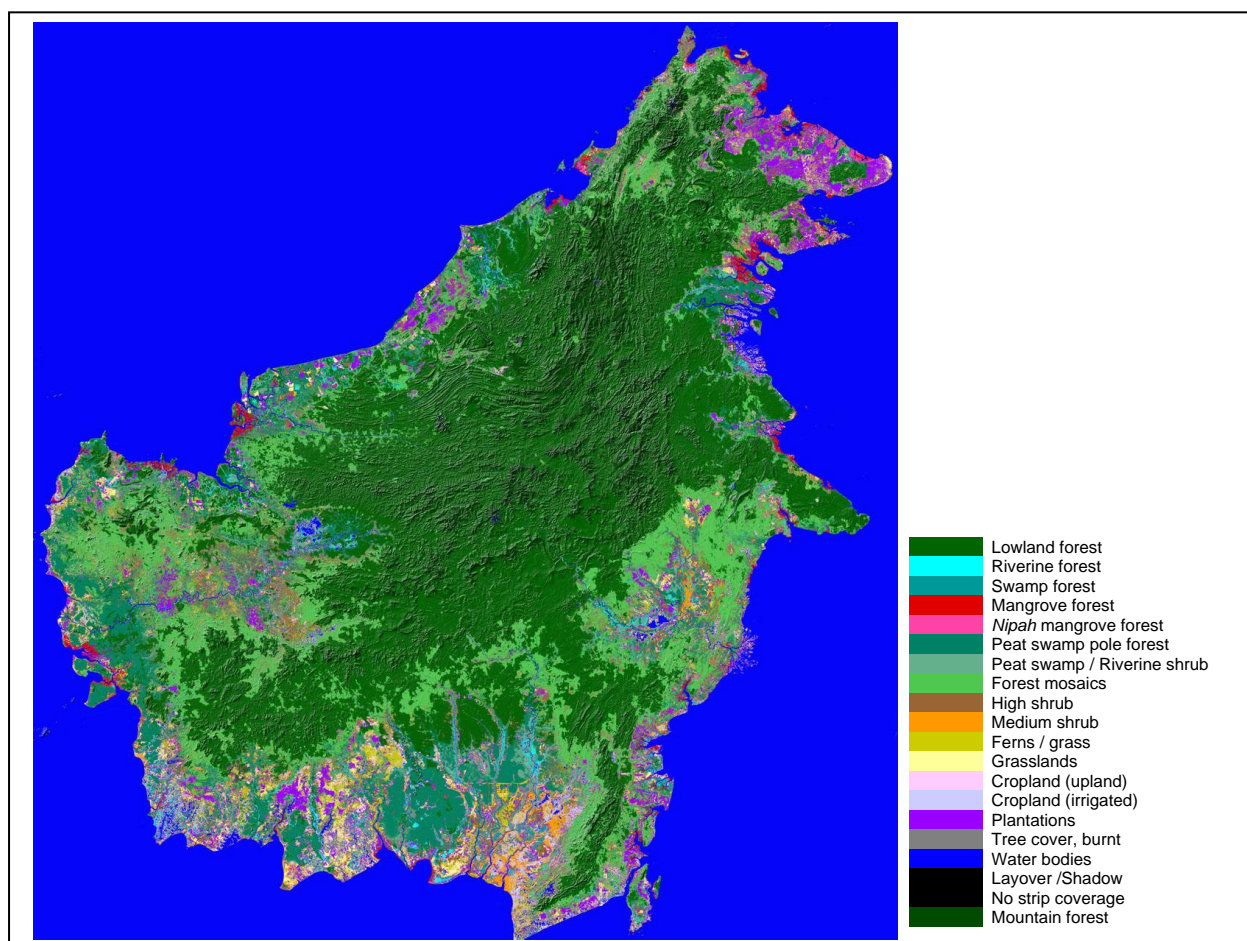 Lowland forest
Riverine forest
Swamp forest
Mangrove forest
Nipah mangrove forest
Peat swamp pole forest
Peat swamp / Riverine shrub
Forest mosaics
High shrub
Medium shrub
Ferns / grass
Grasslands
Cropland (upland)
Cropland (irrigated)
Plantations
Tree cover, burnt
Water bodies
Layover /Shadow
No strip coverage
Mountain forest